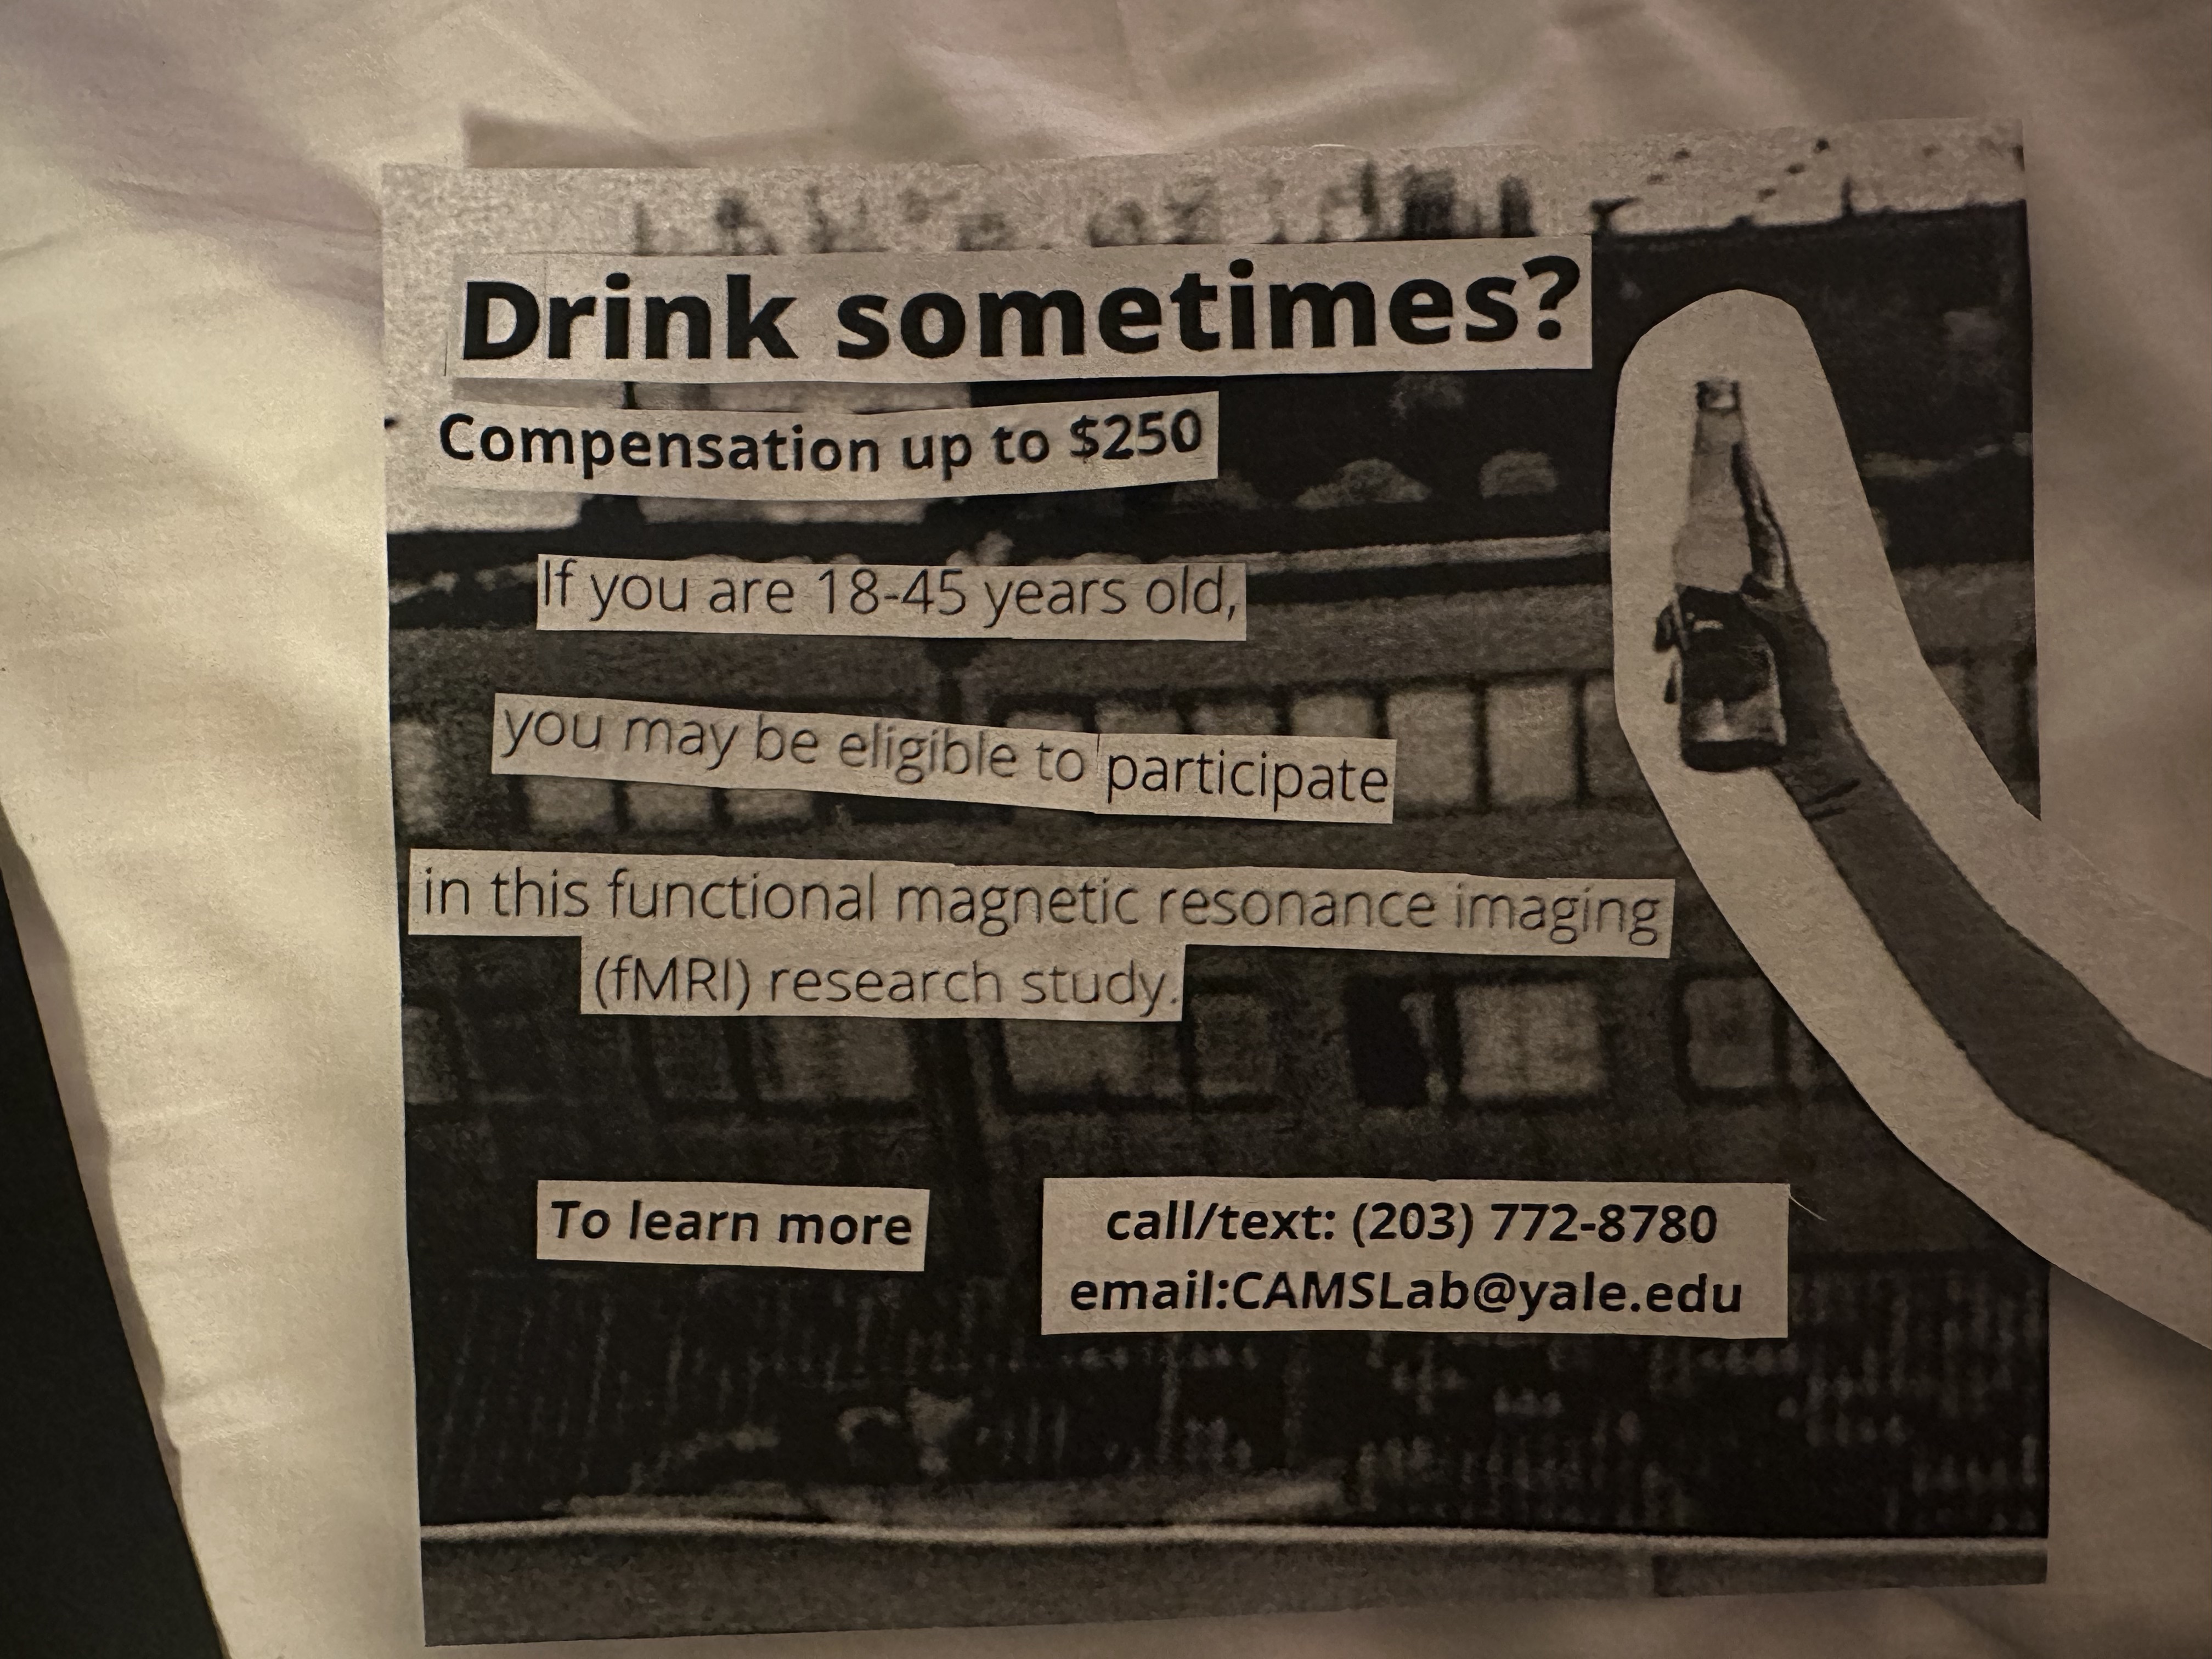 Drink sometimes?
Compensation up to $250
If you are 18-45 years old,
you may be eligible to participate
in this functional magnetic resonance imaging
(fMRI) research study.
To learn more
call/text: (203) 772-8780
email:CAMSLab@yale.edu